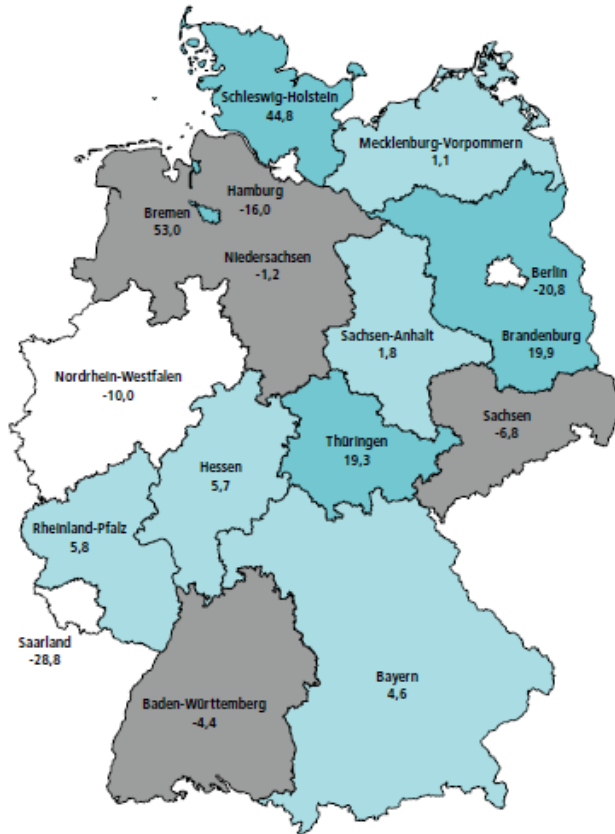 Schleswig-Holstein
44,8
Mecklenburg-Vorpommern
1,1
Hamburg
-16,0
Bremen
53,0
Niedersachsen
-1,2
Berlin
-20,8
Brandenburg
19,9
Sachsen-Anhalt
1,8
Nordrhein-Westfalen
-10,0
Sachsen
-6,8
Thüringen
19,3
Hessen
5,7
Rheinland-Pfalz
5,8
Saarland
-28,8
Bayern
4,6
Baden-Württemberg
-4,4